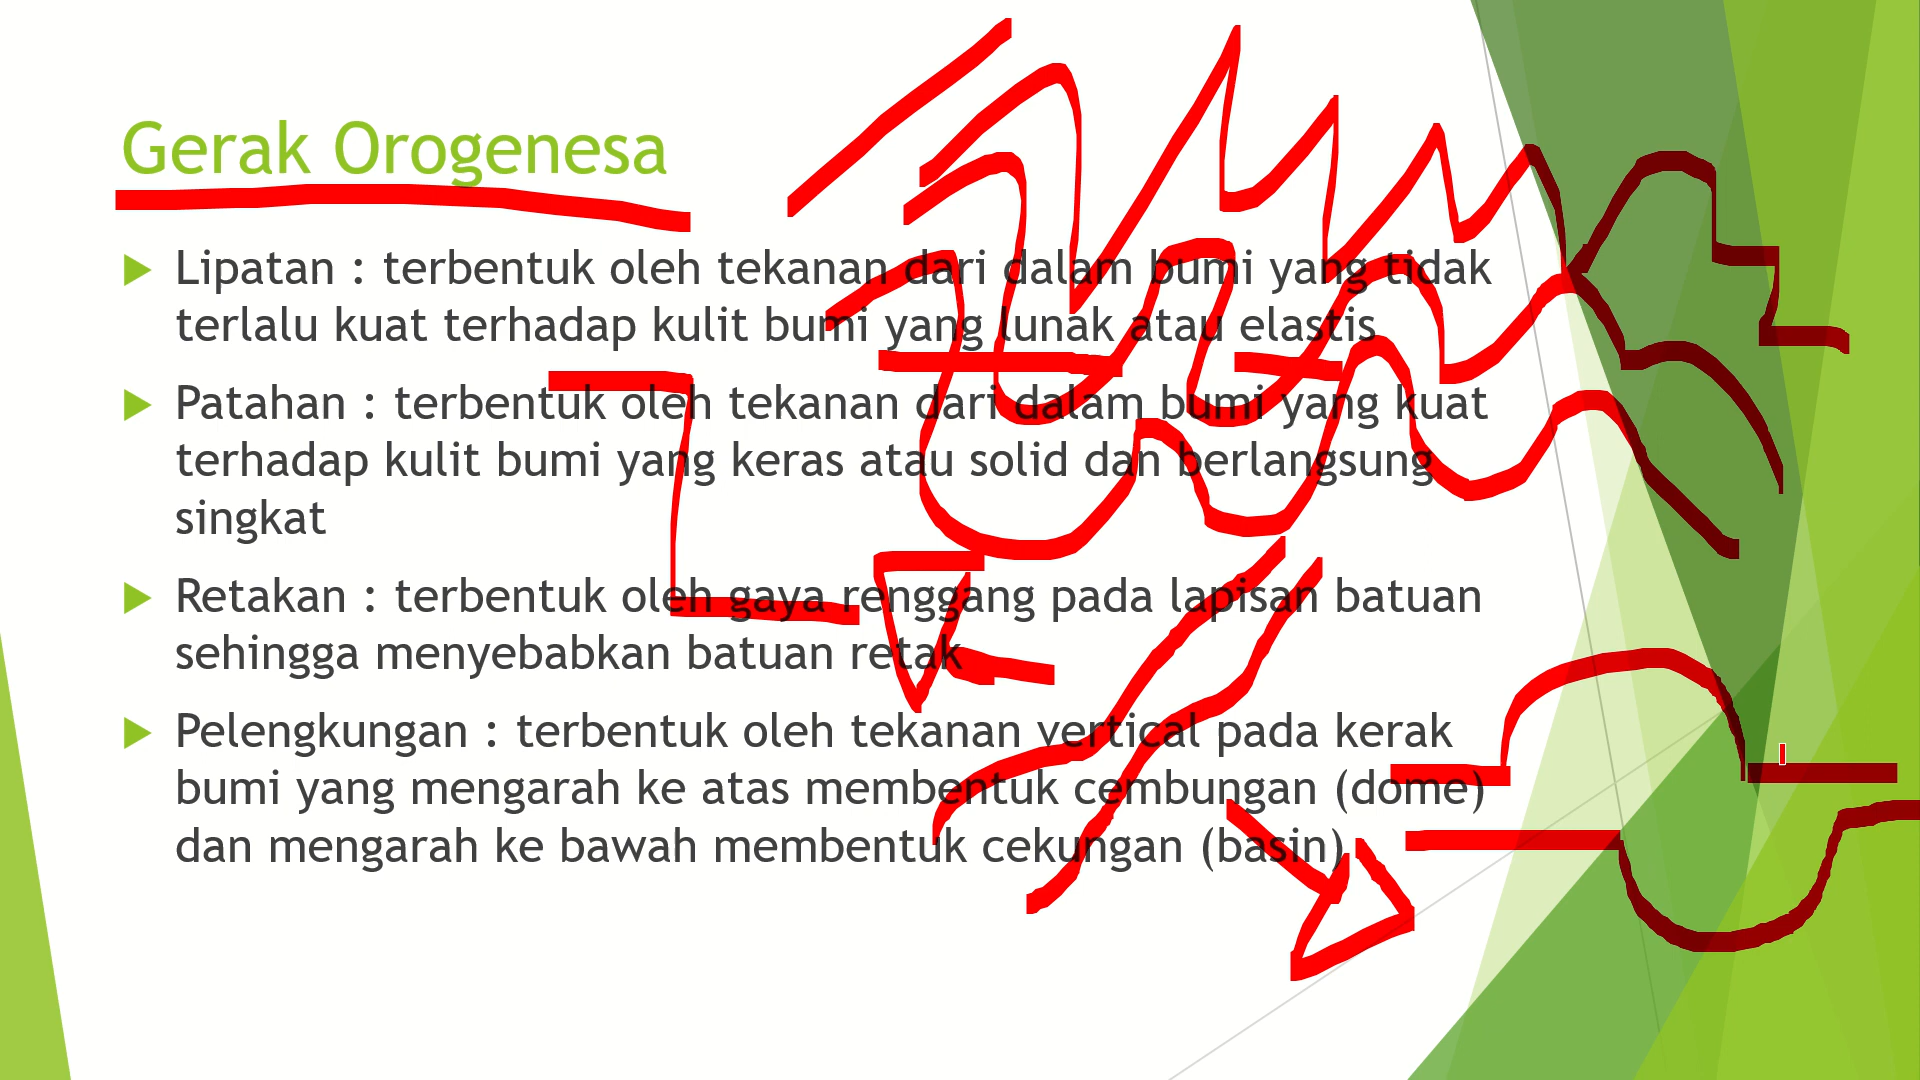 Gerak Orogenesa
Lipatan : terbentuk oleh tekanan dari dalam bumi yang tidak
terlalu kuat terhadap kulit bumi yang lunak atau elastis
Patahan : terbentuk oleh tekanan dari dalam bumi yang kuat
terhadap kulit bumi yang keras atau solid dan berlangsung
singkat
Retakan : terbentuk oleh gaya renggang pada lapisan batuan
sehingga menyebabkan batuan retak
Pelengkungan : terbentuk oleh tekanan vertical pada kerak
bumi yang mengarah ke atas membentuk cembungan (dome)
dan mengarah ke bawah membentuk cekungan (basin)